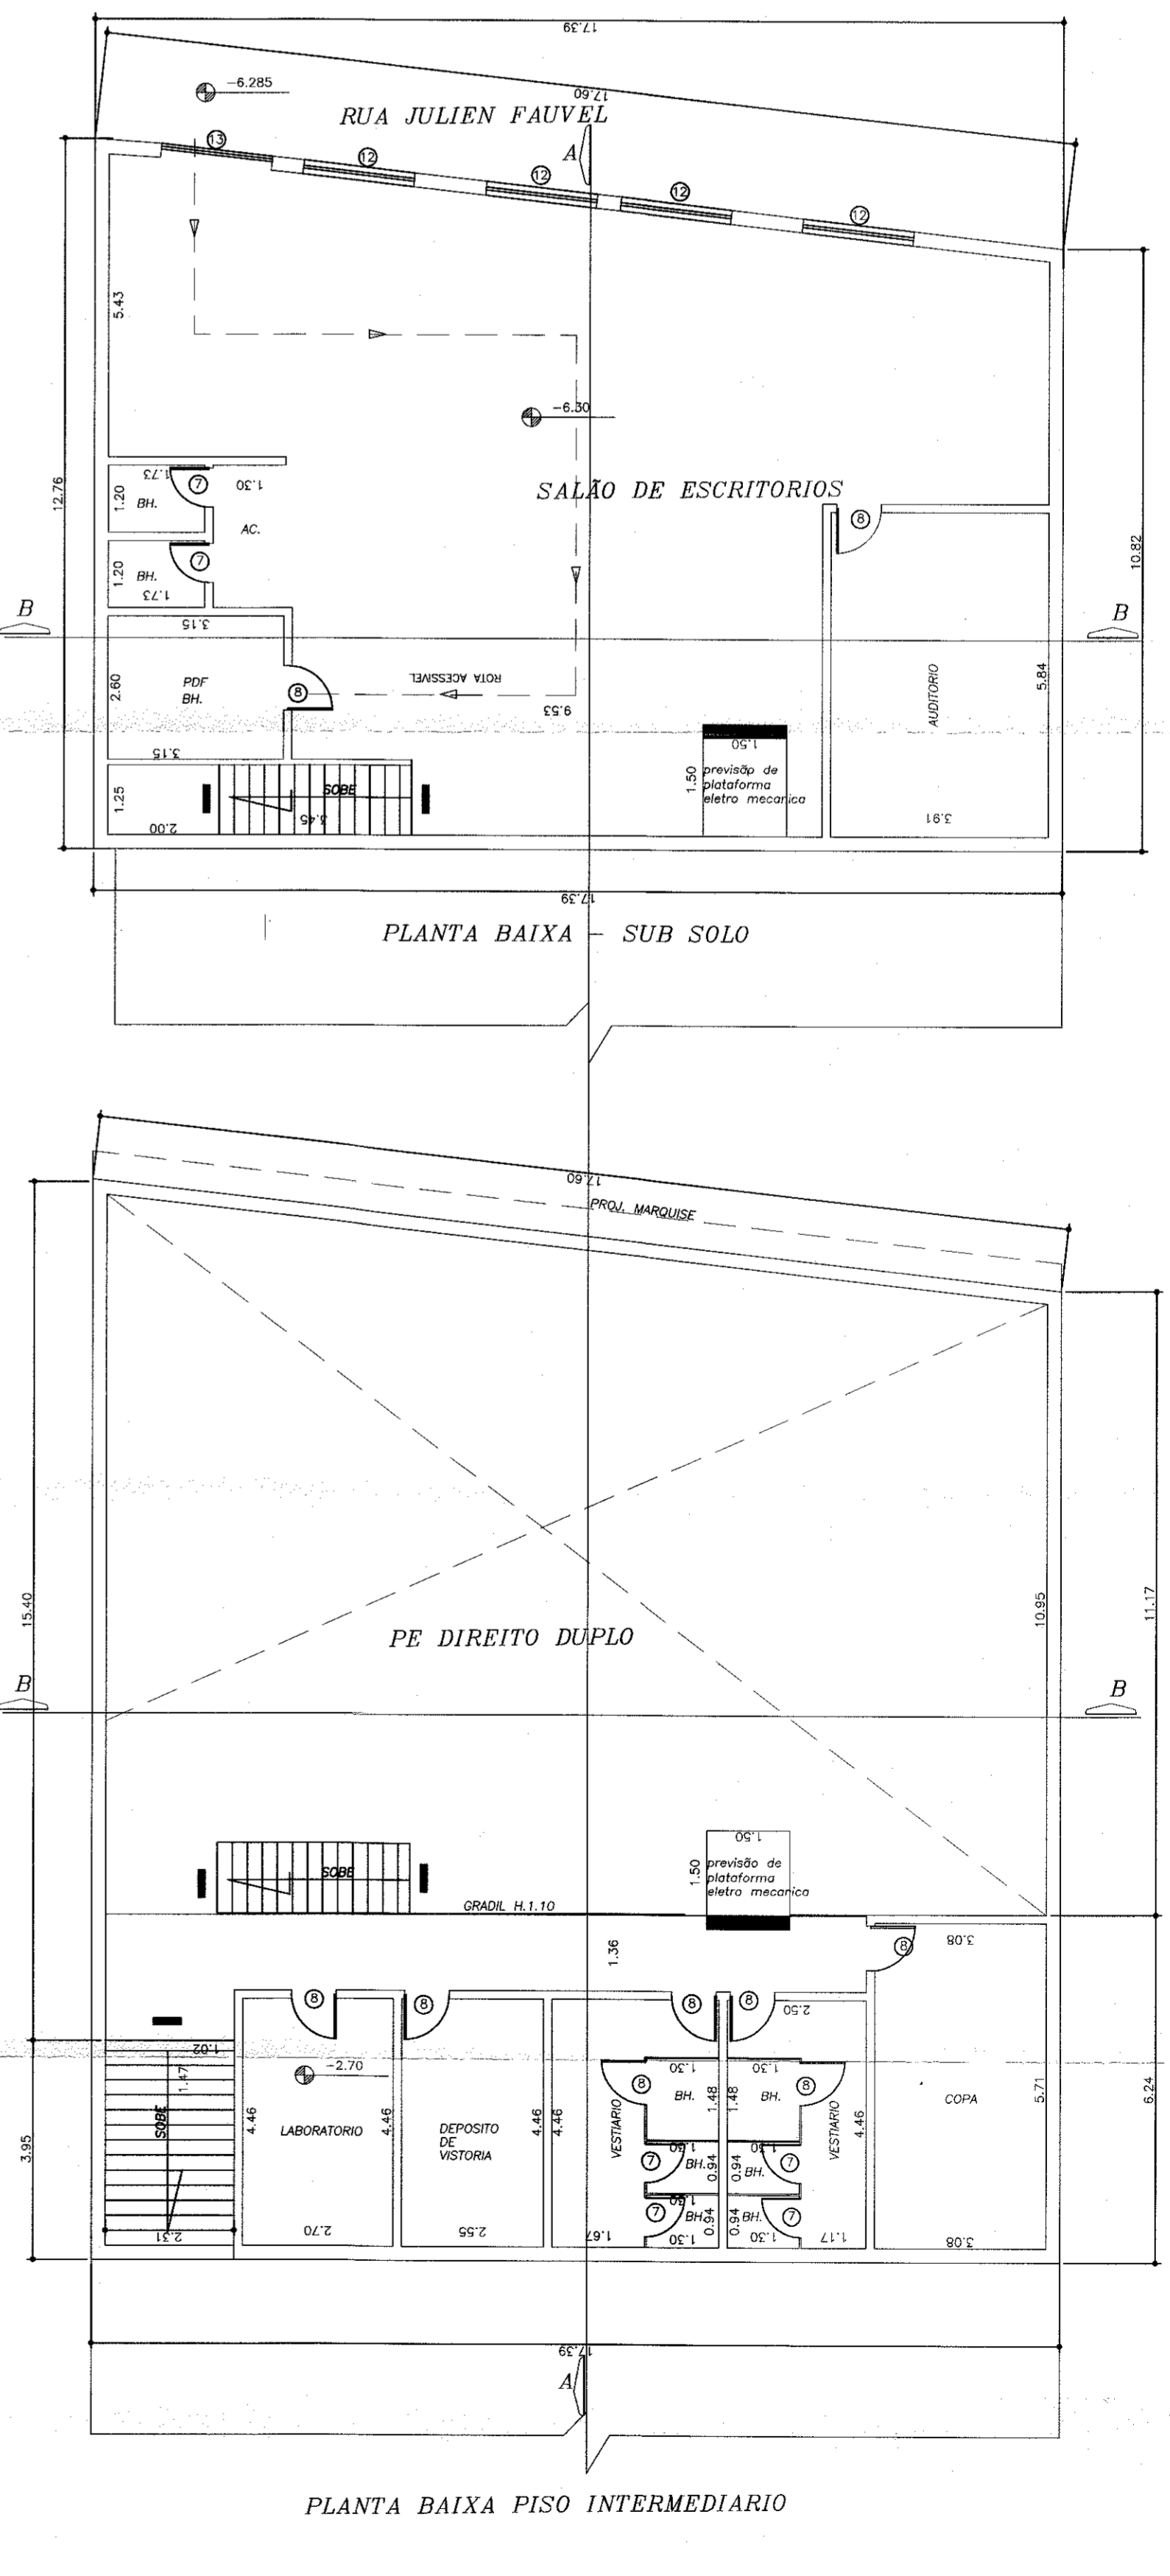 17.39
-6.285
17.60
RUA JULIEN FAUVEL
A
13
12
12
12
12
5.43
-6.30
12.76
1.73
1.20
BH.
7
1.30
SALÃO DE ESCRITORIOS
AC.
8
1.20
BH.
7
1.73
10.82
B
B
3.15
2.60
PDF
BH.
8
ROTA ACESSIVEL
9.53
AUDITORIO
5.84
3.15
1.50
1.50
previsão de
plataforma
eletro mecanica
1.25
SOBE
2.00
3.45
3.91
17.39
PLANTA BAIXA - SUB SOLO
17.60
PROJ. MARQUISE
15.40
10.95
11.17
PE DIREITO DUPLO
B
B
1.50
1.50
previsão de
plataforma
eletro mecanica
SOBE
GRADIL H.1.10
1.36
8
3.08
8
8
8
8
2.50
1.02
1.47
-2.70
1.30
1.30
8
8
BH.
BH.
1.48
1.48
COPA
5.71
6.24
SOBE
4.46
LABORATORIO
4.46
DEPOSITO
DE
VISTORIA
4.46
4.46
VESTIARIO
VESTIARIO
4.46
3.95
1.30
1.30
7
BH.
0.94
0.94
BH.
7
1.30
7
BH.
0.94
0.94
BH.
7
2.31
2.70
2.55
1.67
1.30
1.30
1.17
3.08
17.39
A
PLANTA BAIXA PISO INTERMEDIARIO